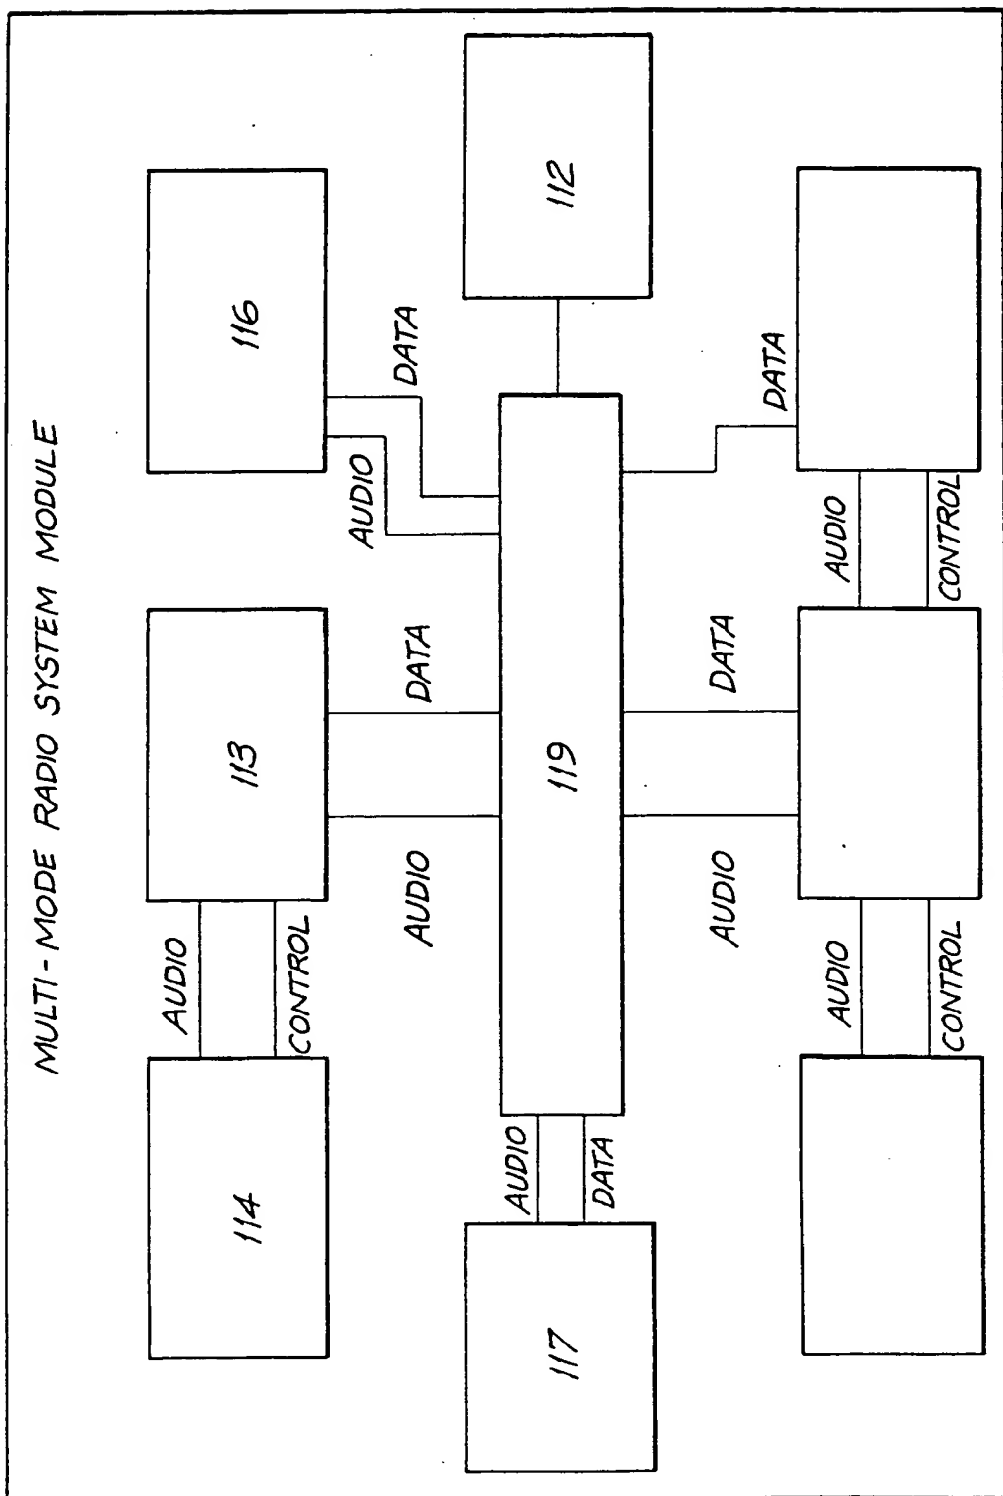 MULTI-MODE RADIO SYSTEM MODULE
AUDIO
114
113
116
CONTROL
AUDIO
DATA
AUDIO
DATA
AUDIO
117
119
112
DATA
AUDIO
DATA
DATA
AUDIO
AUDIO
CONTROL
CONTROL